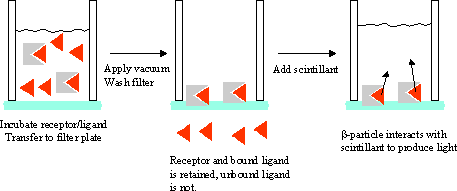 Apply vacuum
Wash filter
Add scintillant
Incubate receptor/ligand
Transfer to filter plate
Receptor and bound ligand
is retained, unbound ligand
is not.
β-particle interacts with
scintillant to produce light